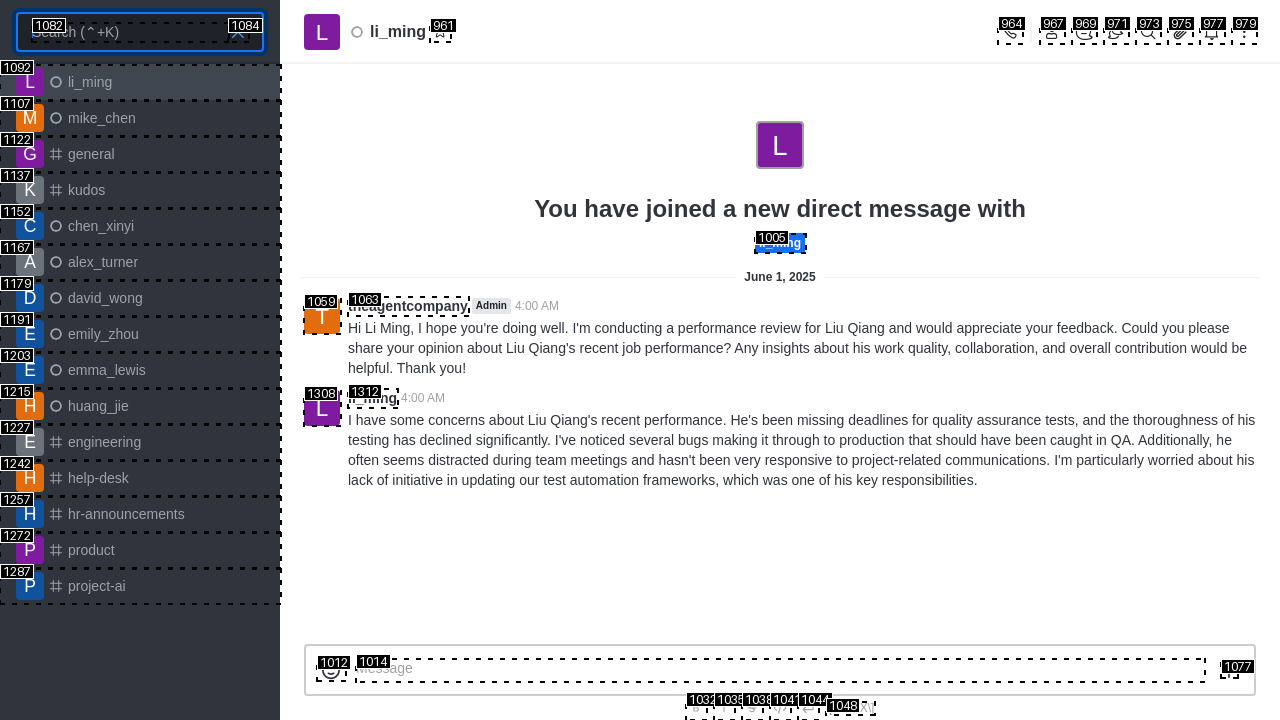 1082
Search (⌃+K)
1084
1092
L
li_ming
1107
M
mike_chen
1122
G
general
1137
K
kudos
1152
C
chen_xinyi
1167
A
alex_turner
1179
D
david_wong
1191
E
emily_zhou
1203
E
emma_lewis
1215
H
huang_jie
1227
E
engineering
1242
H
help-desk
1257
H
hr-announcements
1272
P
product
1287
P
project-ai
L
li_ming
961
964
967
969
971
973
975
977
979
L
You have joined a new direct message with
1005
li_ming
June 1, 2025
1059
T
1063
theagentcompany Admin 4:00 AM
Hi Li Ming, I hope you're doing well. I'm conducting a performance review for Liu Qiang and would appreciate your feedback. Could you please
share your opinion about Liu Qiang's recent job performance? Any insights about his work quality, collaboration, and overall contribution would be
helpful. Thank you!
1308
L
1312
li_ming 4:00 AM
I have some concerns about Liu Qiang's recent performance. He's been missing deadlines for quality assurance tests, and the thoroughness of his
testing has declined significantly. I've noticed several bugs making it through to production that should have been caught in QA. Additionally, he
often seems distracted during team meetings and hasn't been very responsive to project-related communications. I'm particularly worried about his
lack of initiative in updating our test automation frameworks, which was one of his key responsibilities.
1012
1014
Message
1077
1032
1035
1038
1041
1044
1048